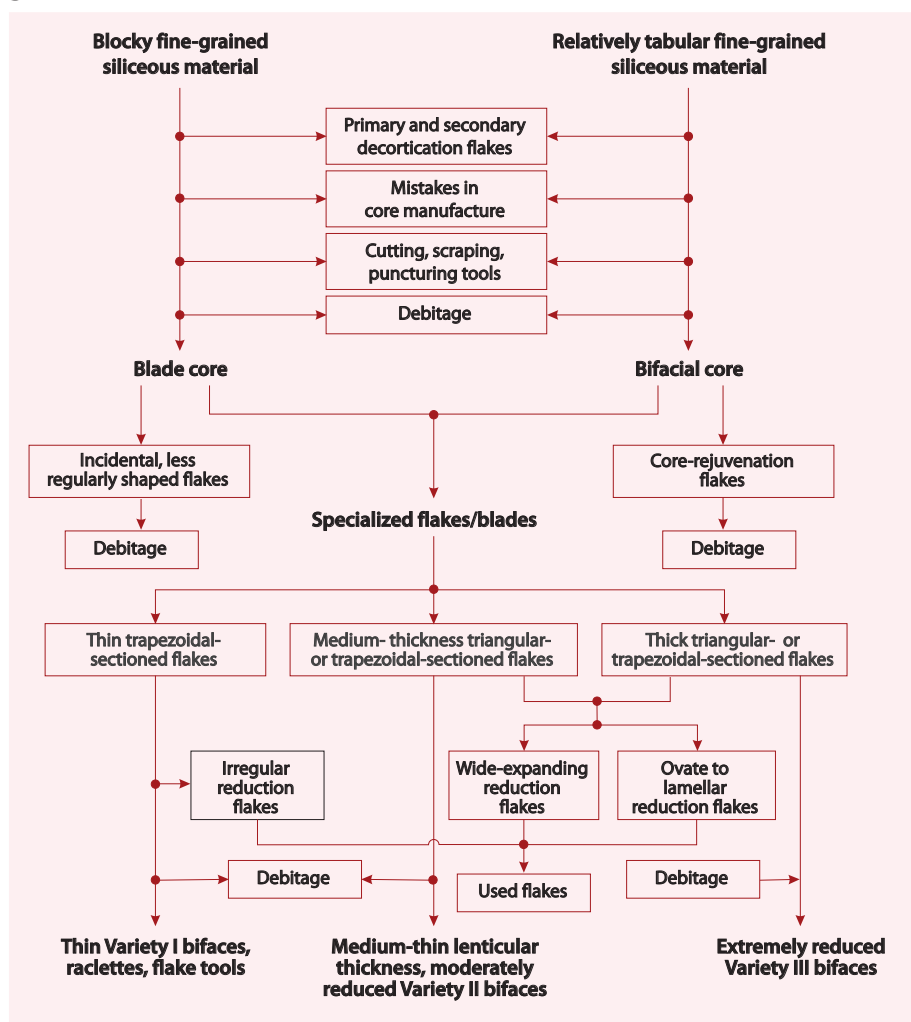 Blocky fine-grained
siliceous material
Relatively tabular fine-grained
siliceous material
Primary and secondary
decortication flakes
Mistakes in
core manufacture
Cutting, scraping,
puncturing tools
Debitage
Blade core
Bifacial core
Incidental, less
regularly shaped flakes
Core-rejuvenation
flakes
Debitage
Specialized flakes/blades
Debitage
Thin trapezoidal-
sectioned flakes
Medium- thickness triangular-
or trapezoidal-sectioned flakes
Thick triangular- or
trapezoidal-sectioned flakes
Irregular
reduction
flakes
Wide-expanding
reduction
flakes
Ovate to
lamellar
reduction flakes
Debitage
Used flakes
Debitage
Thin Variety I bifaces,
raclettes, flake tools
Medium-thin lenticular
thickness, moderately
reduced Variety II bifaces
Extremely reduced
Variety III bifaces